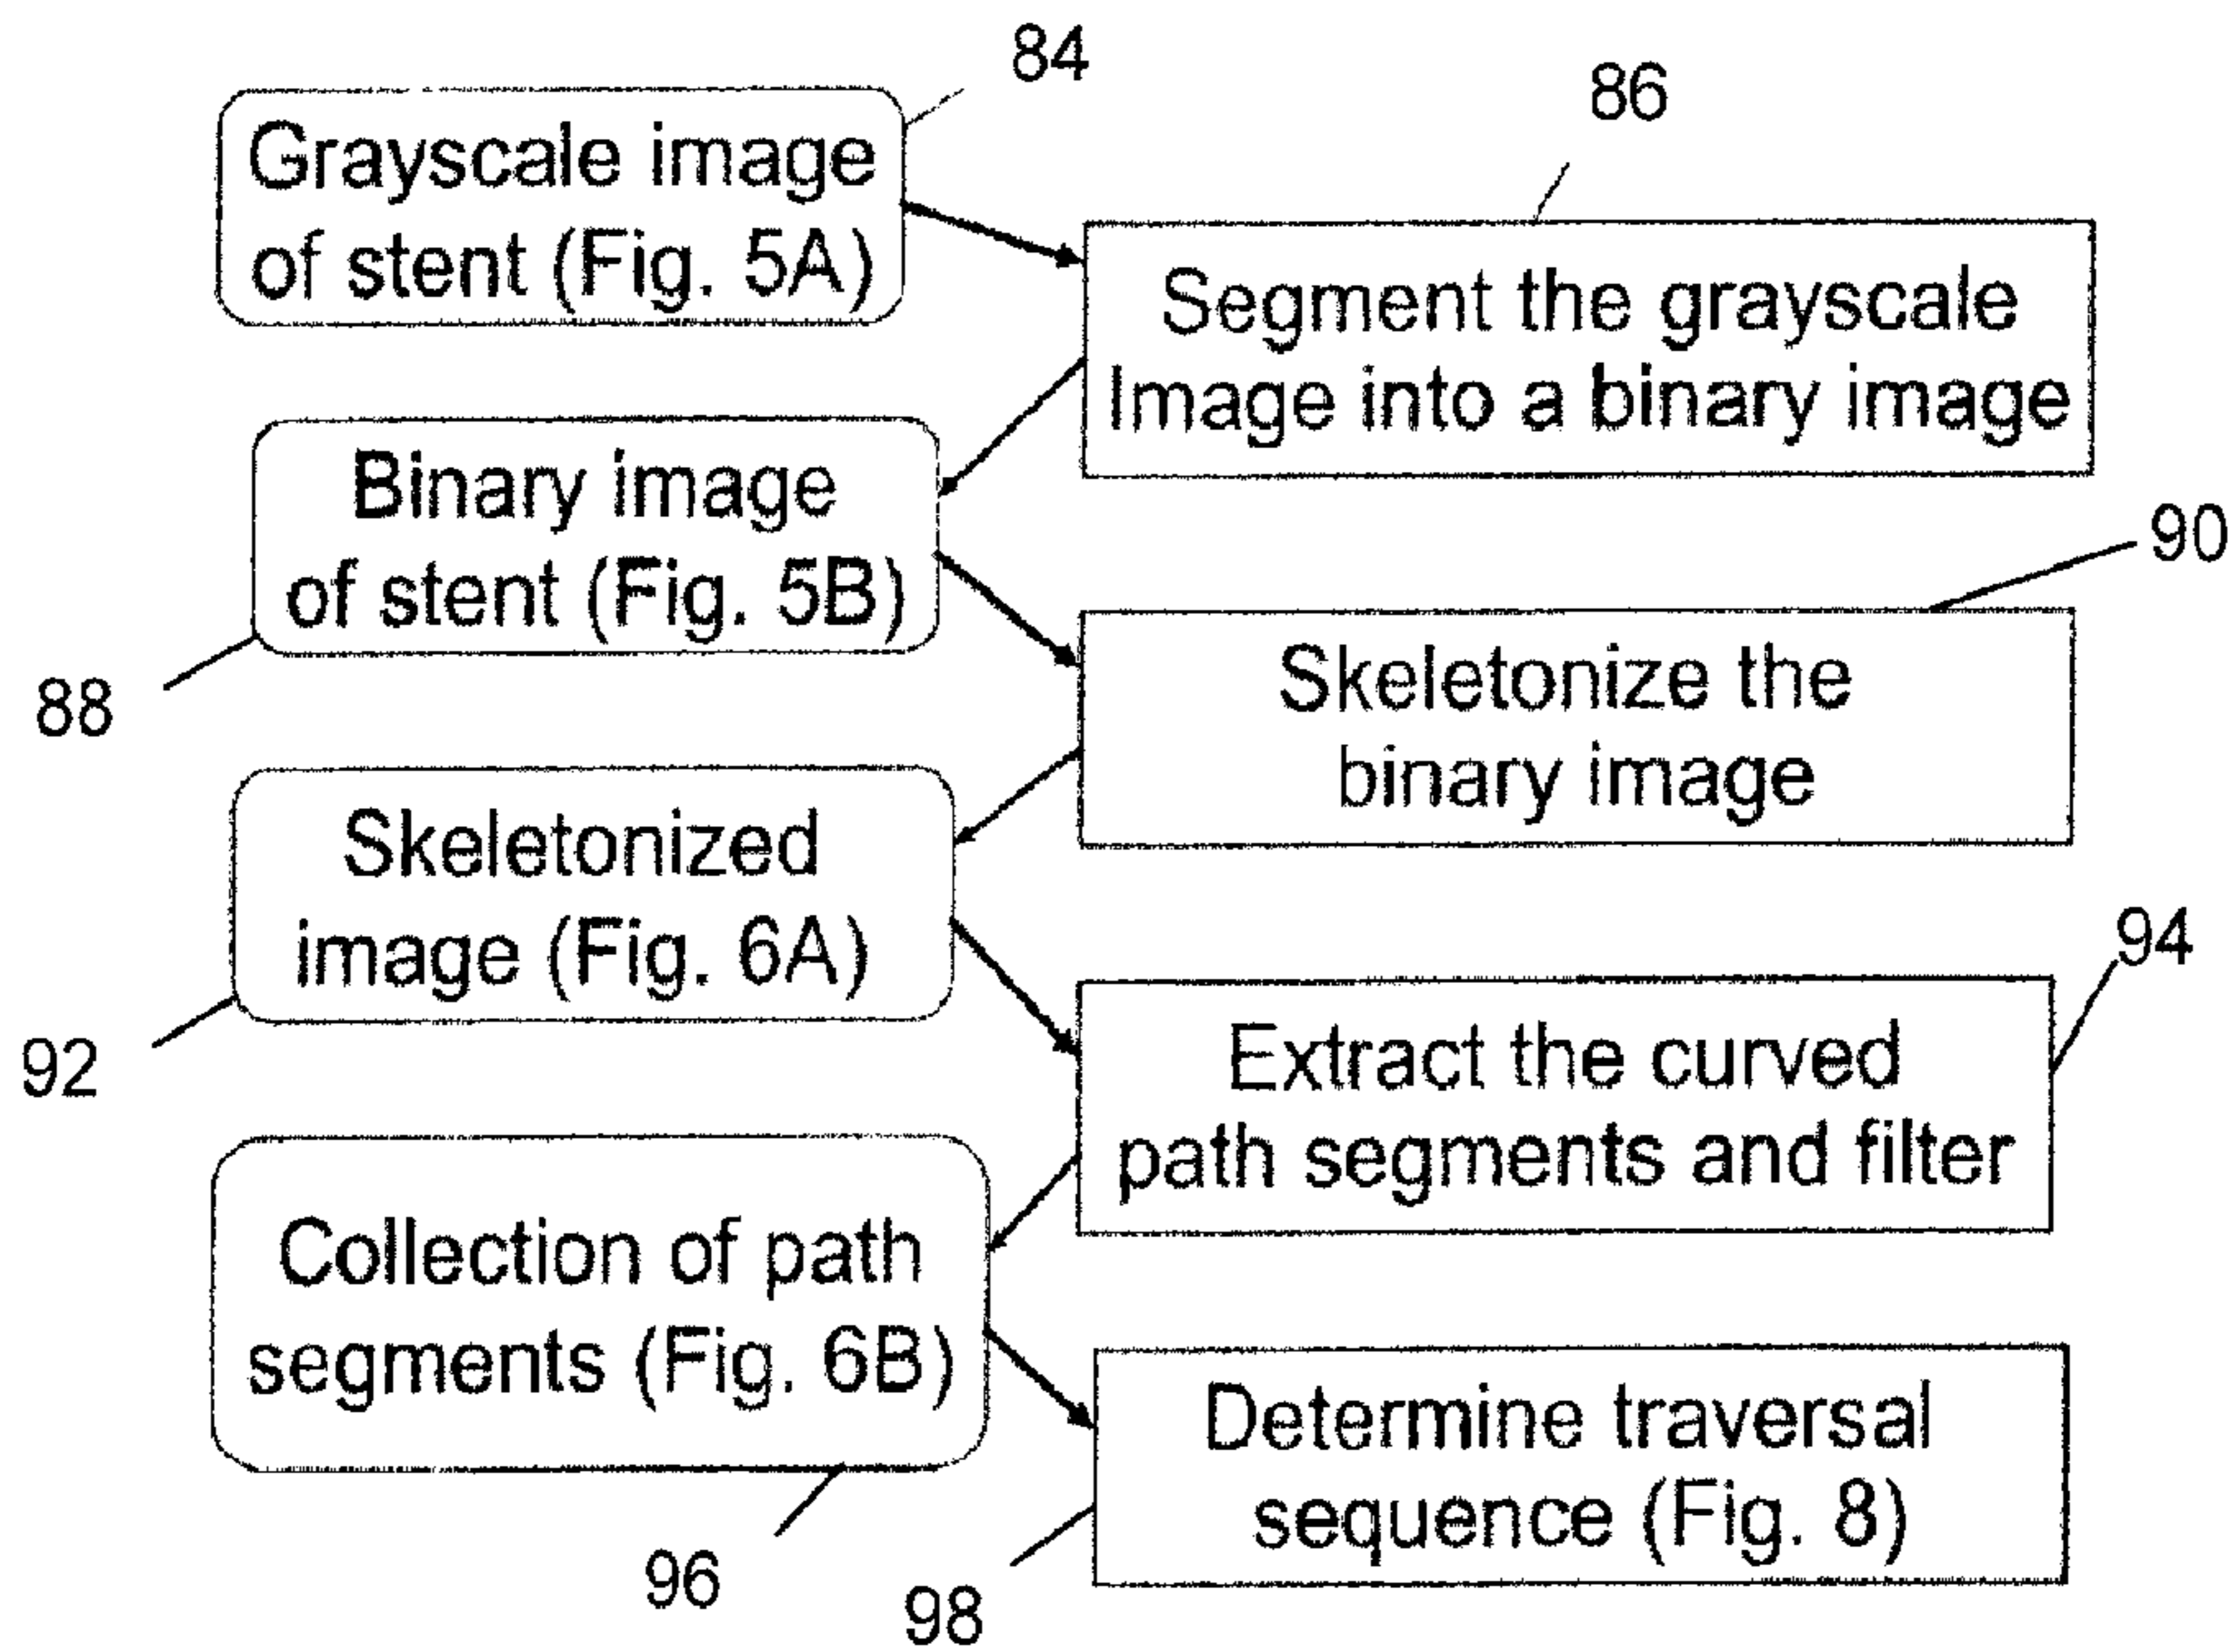 84
Grayscale image
of stent (Fig. 5A)
86
Segment the grayscale
Image into a binary image
Binary image
of stent (Fig. 5B)
88
90
Skeletonize the
binary image
Skeletonized
image (Fig. 6A)
92
94
Extract the curved
path segments and filter
Collection of path
segments (Fig. 6B)
96
Determine traversal
sequence (Fig. 8)
98